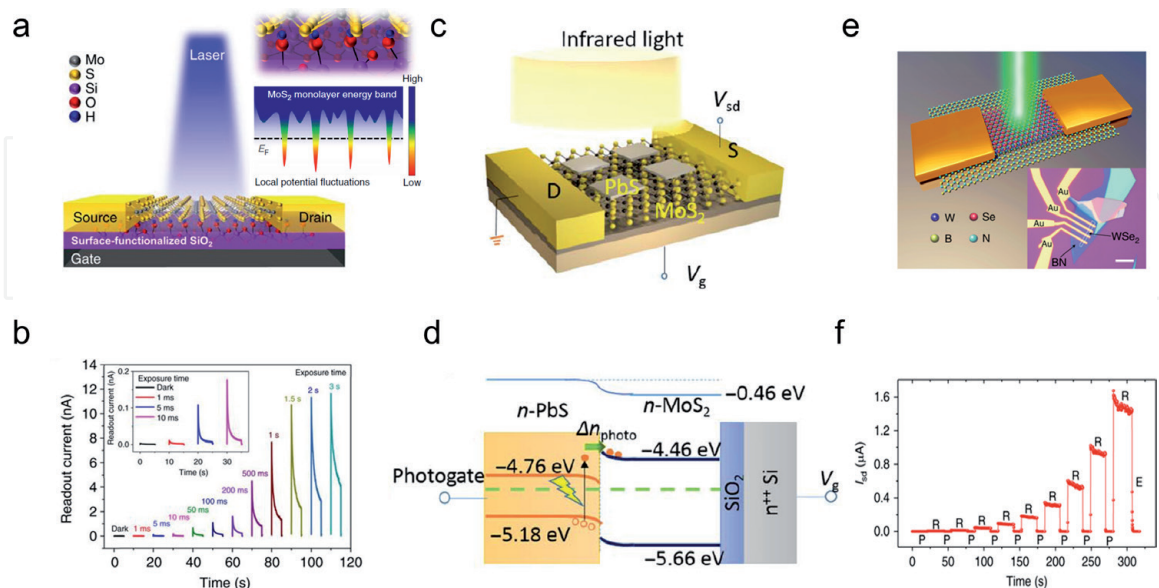 a
Mo
S
Si
O
H
Laser
High
MoS2 monolayer energy band
EF
Local potential fluctuations
Low
Source
Drain
Surface-functionalized SiO2
Gate
b
Readout current (nA)
14
12
10
8
6
4
2
0
0 10 20 30 40 50 60 70 80 90 100 110 120
Time (s)
Dark
1 ms
5 ms
10 ms
50 ms
100 ms
200 ms
500 ms
1 s
1.5 s
2 s
3 s
Exposure time
Readout current (nA)
0.2
0.1
0.0
0 10 20 30
Time (s)
Exposure time
Dark
1 ms
5 ms
10 ms
c
Infrared light
Vsd
S
D
PbS
MoS2
Vg
d
−0.46 eV
n-PbS
n-MoS2
Δnphoto
−4.46 eV
−4.76 eV
Photogate
−5.18 eV
−5.66 eV
SiO2
n++ Si
Vg
e
W
Se
B
N
Au
Au
Au
Au
WSe2
BN
f
Isd (μA)
1.6
1.2
0.8
0.4
0.0
R R R R R R R R R
E
P P P P P P P P P
0 50 100 150 200 250 300
Time (s)